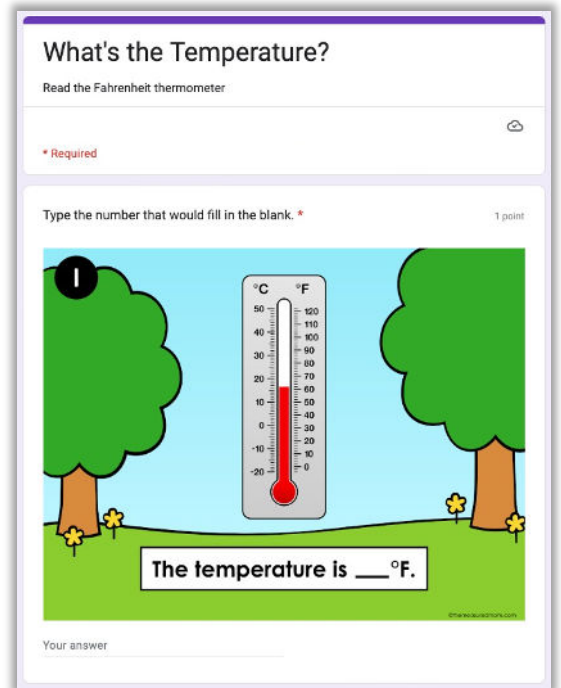 What's the Temperature?
Read the Fahrenheit thermometer
* Required
Type the number that would fill in the blank. *
1 point
1
°C °F
50 120
110
40 100
30 90
80
20 70
60
10 50
40
0 30
20
-10 10
-20 0
The temperature is ___°F.
©themeasuredmom.com
Your answer